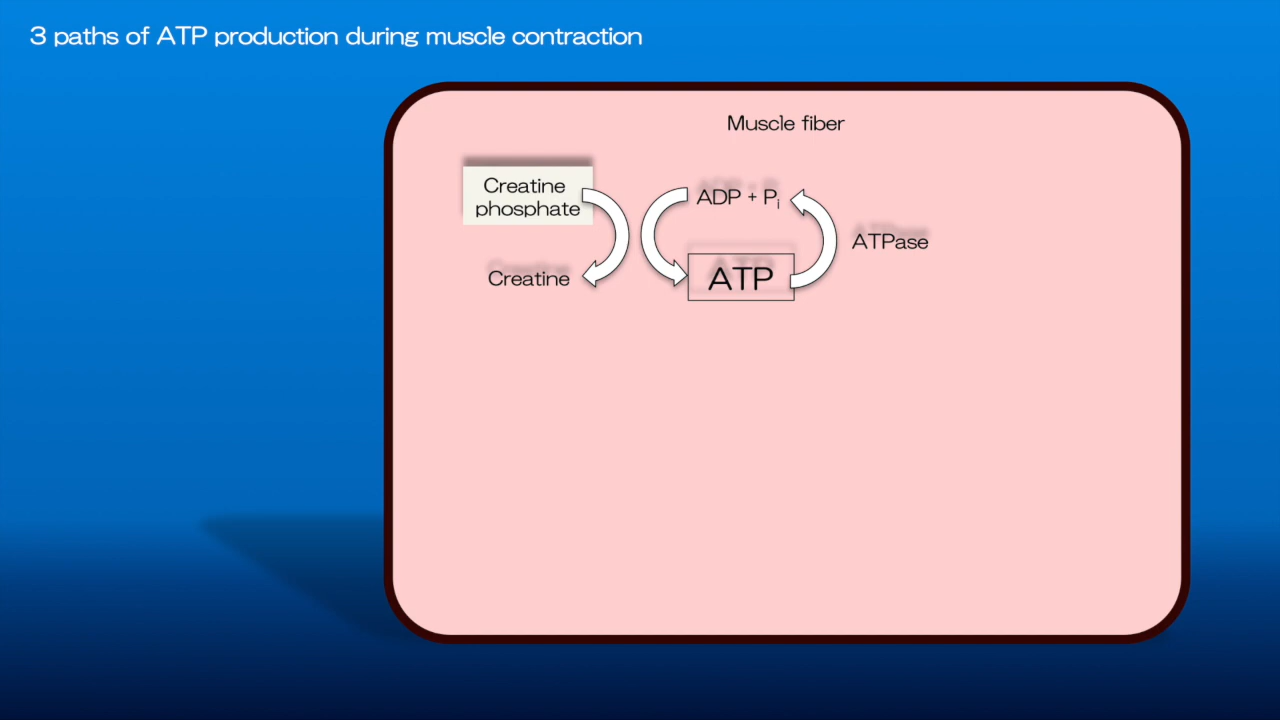 3 paths of ATP production during muscle contraction
Muscle fiber
Creatine
phosphate
ADP + Pi
ATPase
Creatine
ATP